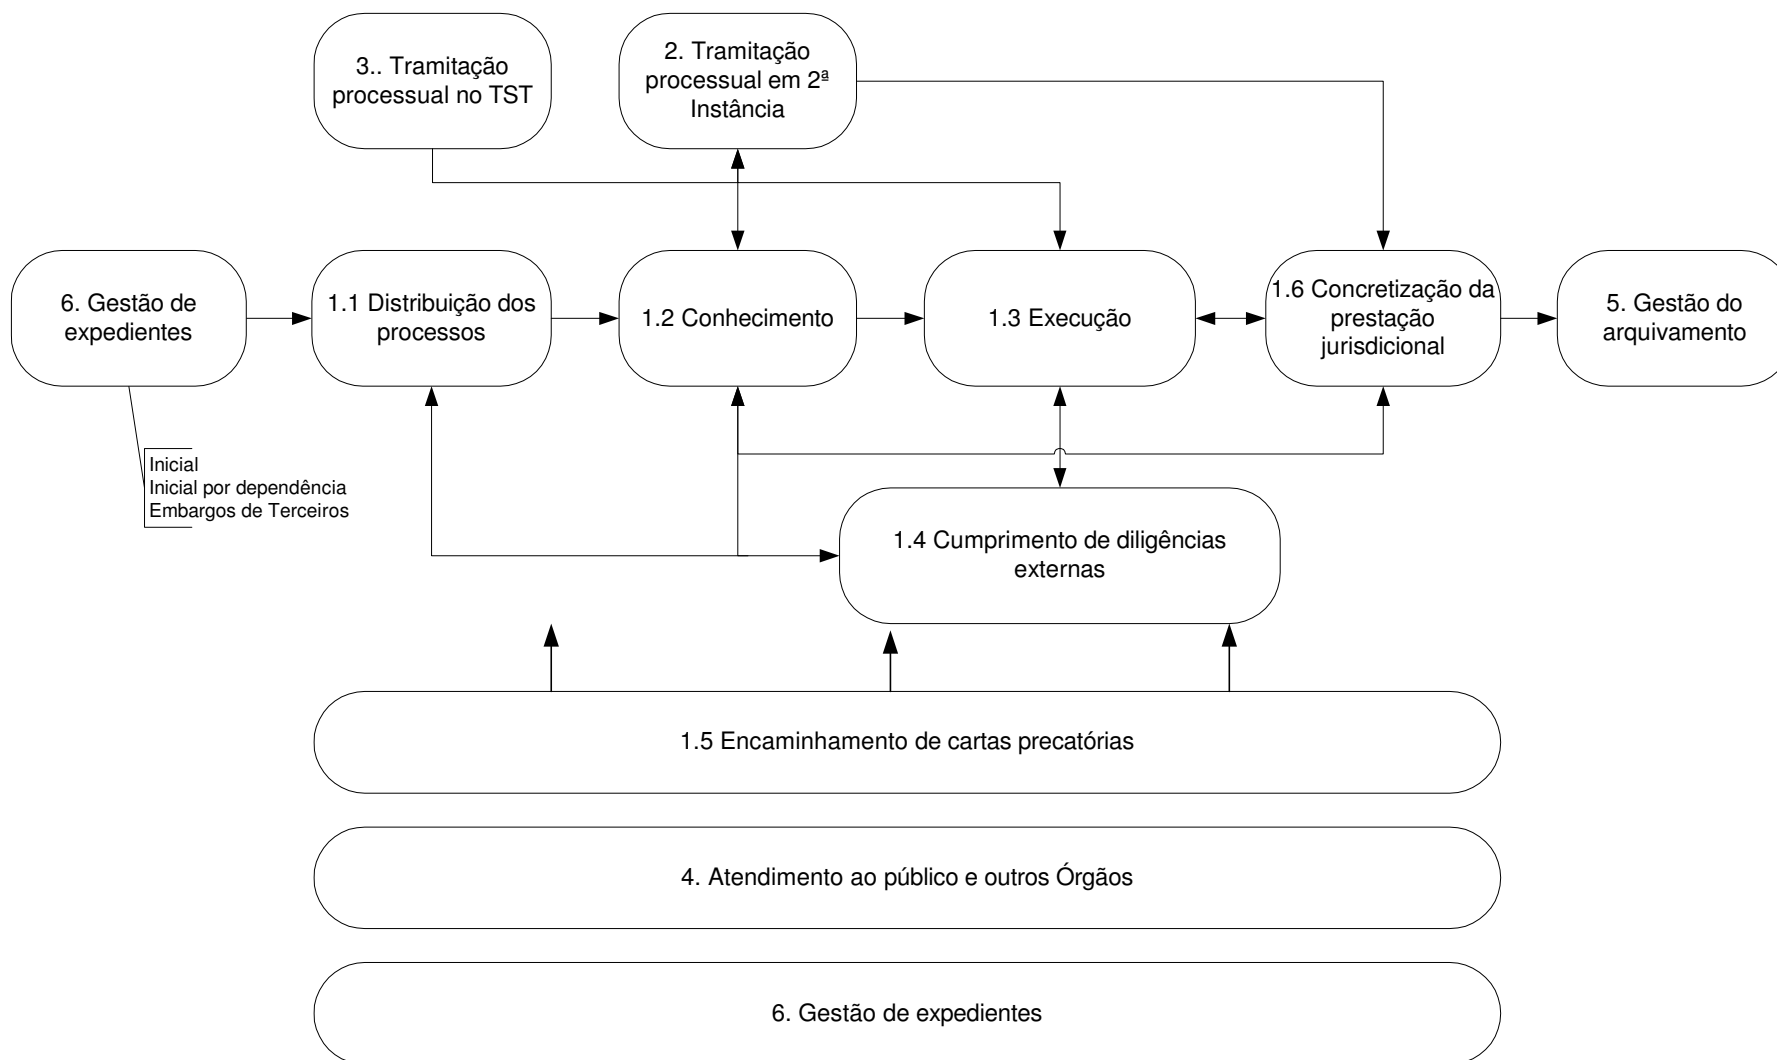 3.. Tramitação
processual no TST
2. Tramitação
processual em 2ª
Instância
6. Gestão de
expedientes
1.1 Distribuição dos
processos
1.2 Conhecimento
1.3 Execução
1.6 Concretização da
prestação
jurisdicional
5. Gestão do
arquivamento
Inicial
Inicial por dependência
Embargos de Terceiros
1.4 Cumprimento de diligências
externas
1.5 Encaminhamento de cartas precatórias
4. Atendimento ao público e outros Órgãos
6. Gestão de expedientes